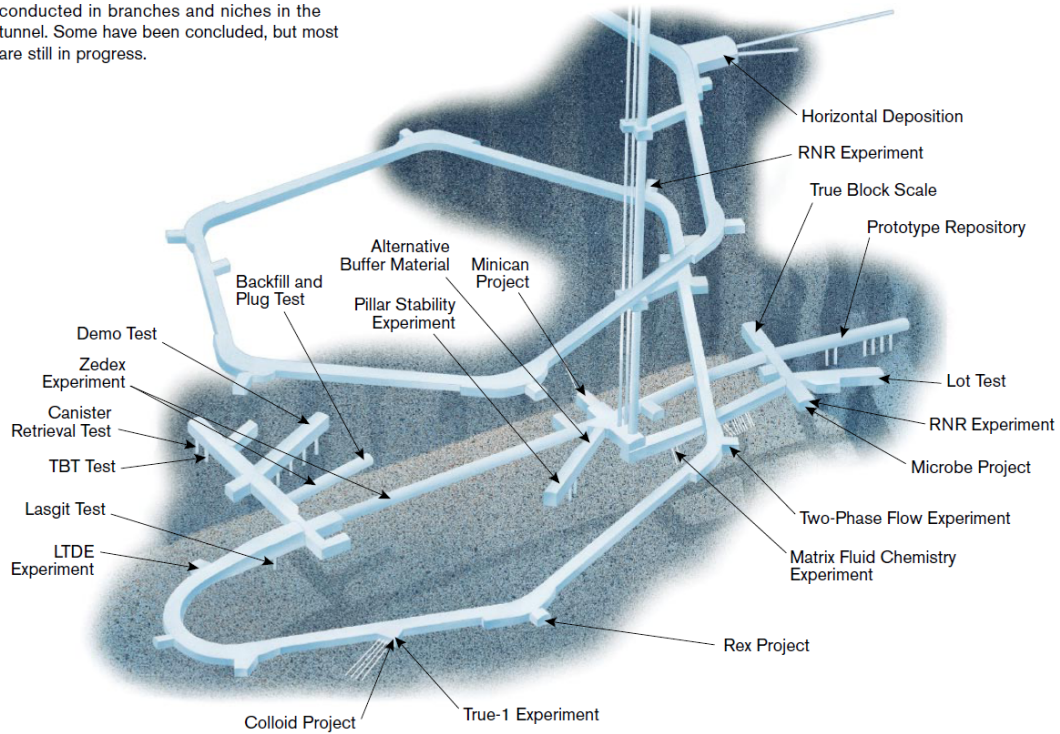 conducted in branches and niches in the
tunnel. Some have been concluded, but most
are still in progress.
Horizontal Deposition
RNR Experiment
True Block Scale
Prototype Repository
Alternative
Buffer Material
Minican
Project
Backfill and
Plug Test
Pillar Stability
Experiment
Demo Test
Zedex
Experiment
Canister
Retrieval Test
TBT Test
Lasgit Test
LTDE
Experiment
Lot Test
RNR Experiment
Microbe Project
Two-Phase Flow Experiment
Matrix Fluid Chemistry
Experiment
Rex Project
True-1 Experiment
Colloid Project